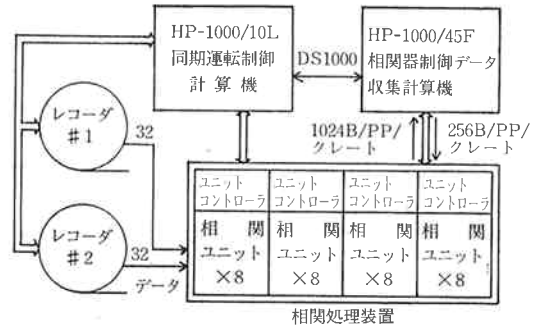 HP-1000/10L
同期運転制御
計算機
DS1000
HP-1000/45F
相関器制御データ
収集計算機
レコーダ
#1
32
1024B/PP/
クレート
256B/PP/
クレート
レコーダ
#2
32
データ
ユニット
コントローラ
ユニット
コントローラ
ユニット
コントローラ
ユニット
コントローラ
相関
ユニット
×8
相関
ユニット
×8
相関
ユニット
×8
相関
ユニット
×8
相関処理装置